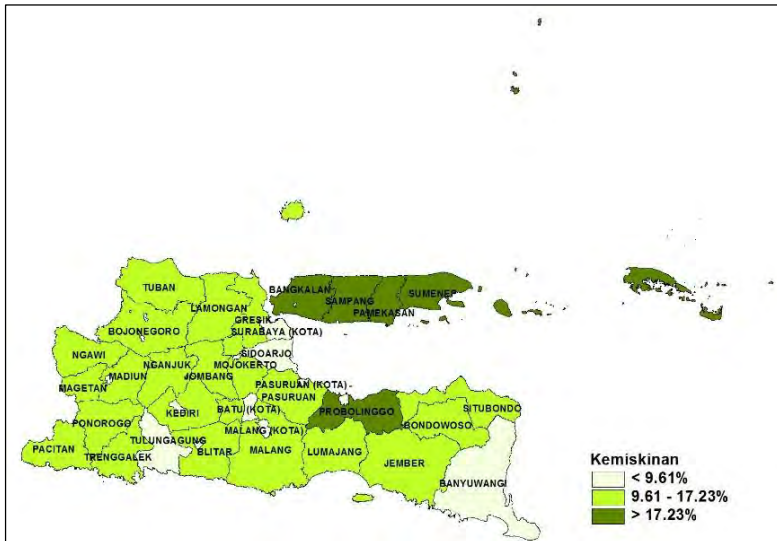 TUBAN
BANGKALAN
SAMPANG
SUMENEP
PAMEKASAN
LAMONGAN
GRESIK
BOJONEGORO
SURABAYA (KOTA)
NGAWI
SIDOARJO
NGANJUK
MOJOKERTO
MAGETAN
MADIUN
JOMBANG
PASURUAN (KOTA)
PASURUAN
PROBOLINGGO
SITUBONDO
PONOROGO
KEDIRI
BATU (KOTA)
BONDOWOSO
TULUNGAGUNG
MALANG (KOTA)
PACITAN
TRENGGALEK
BLITAR
MALANG
LUMAJANG
JEMBER
BANYUWANGI
Kemiskinan
< 9.61%
9.61 - 17.23%
> 17.23%